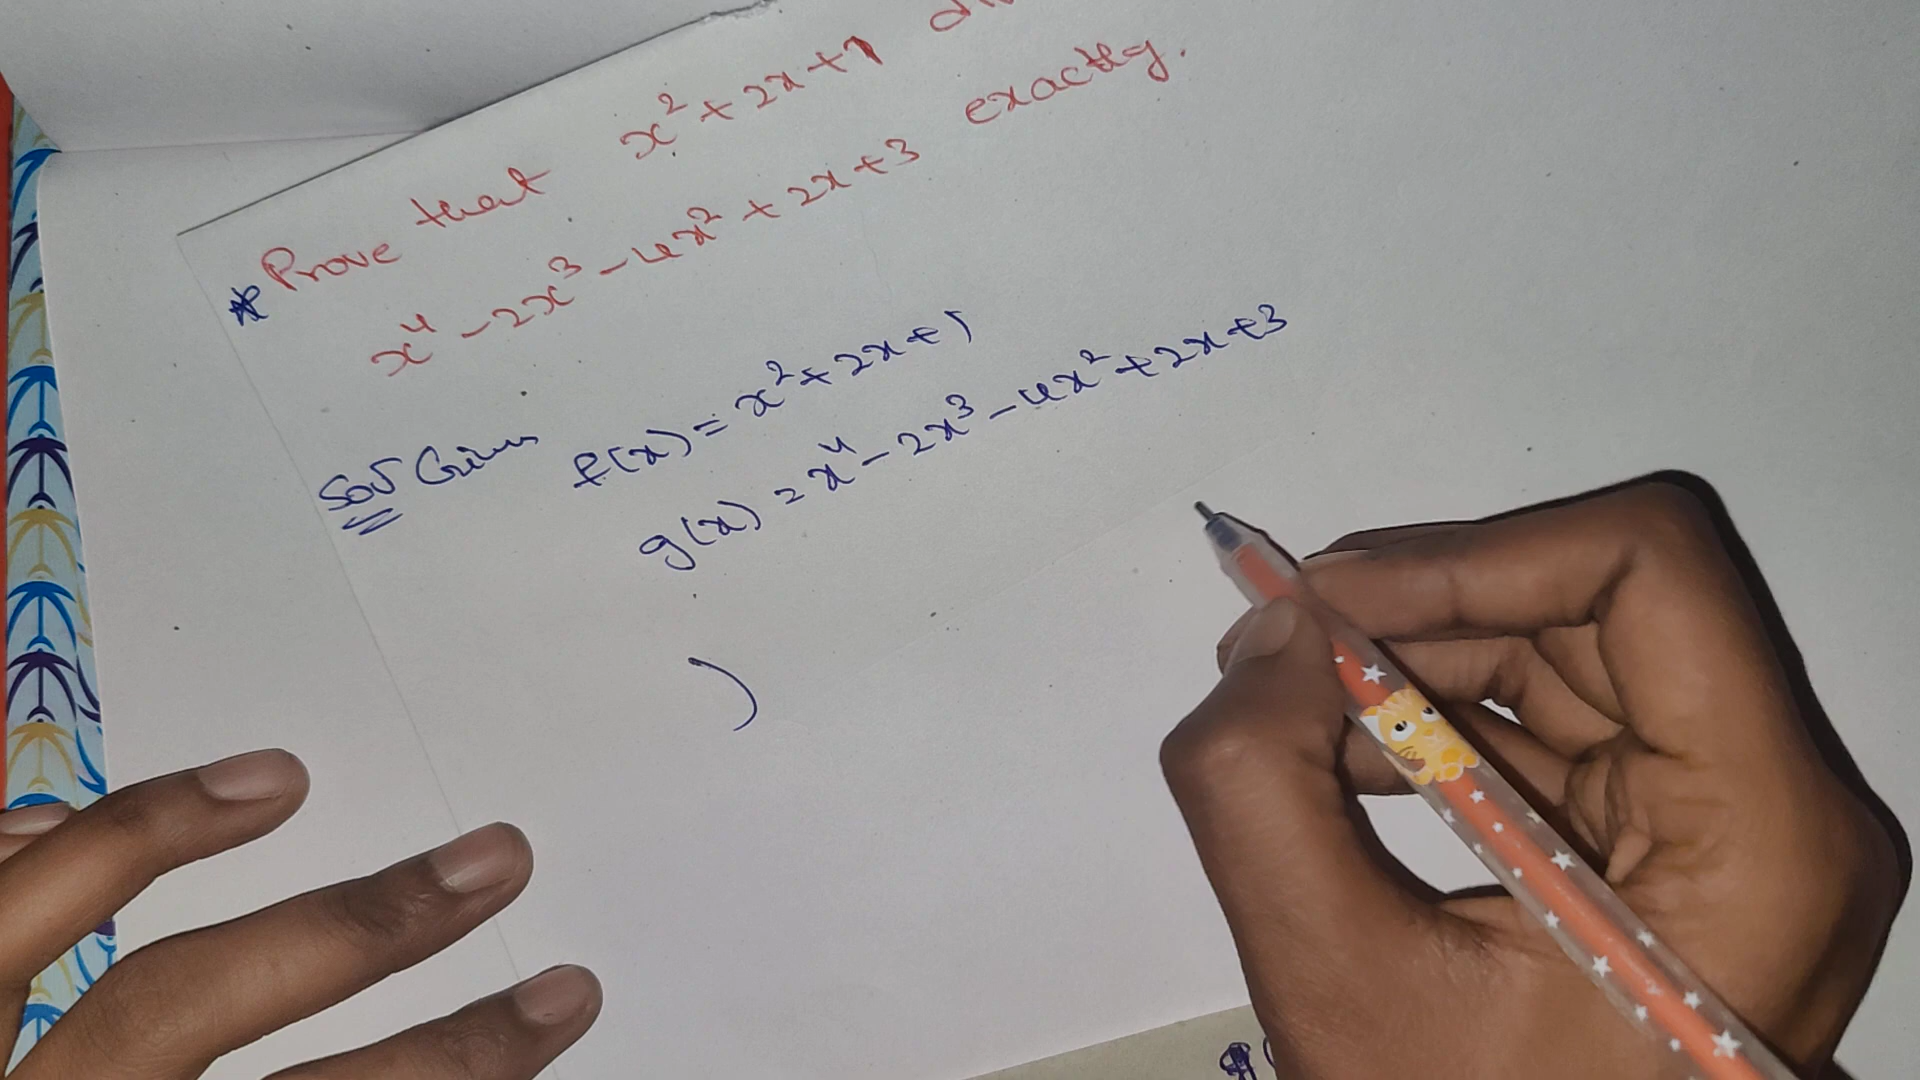 * Prove that x² + 2x + 1
x⁴ - 2x³ - 4x² + 2x + 3 exactly.
Sol Given f(x) = x² + 2x + 1
g(x) = x⁴ - 2x³ - 4x² + 2x + 3
)